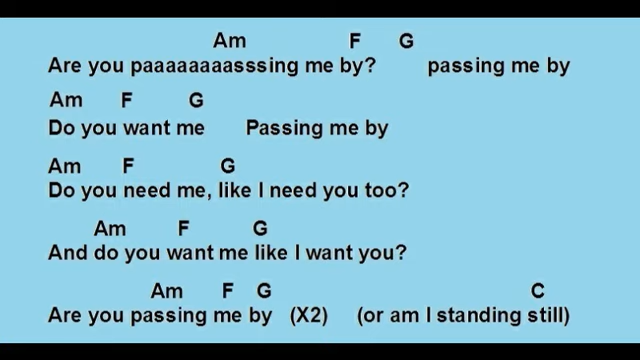 Am F G
Are you paaaaaaaasssing me by? passing me by
Am F G
Do you want me Passing me by
Am F G
Do you need me, like I need you too?
Am F G
And do you want me like I want you?
Am F G C
Are you passing me by (X2) (or am I standing still)